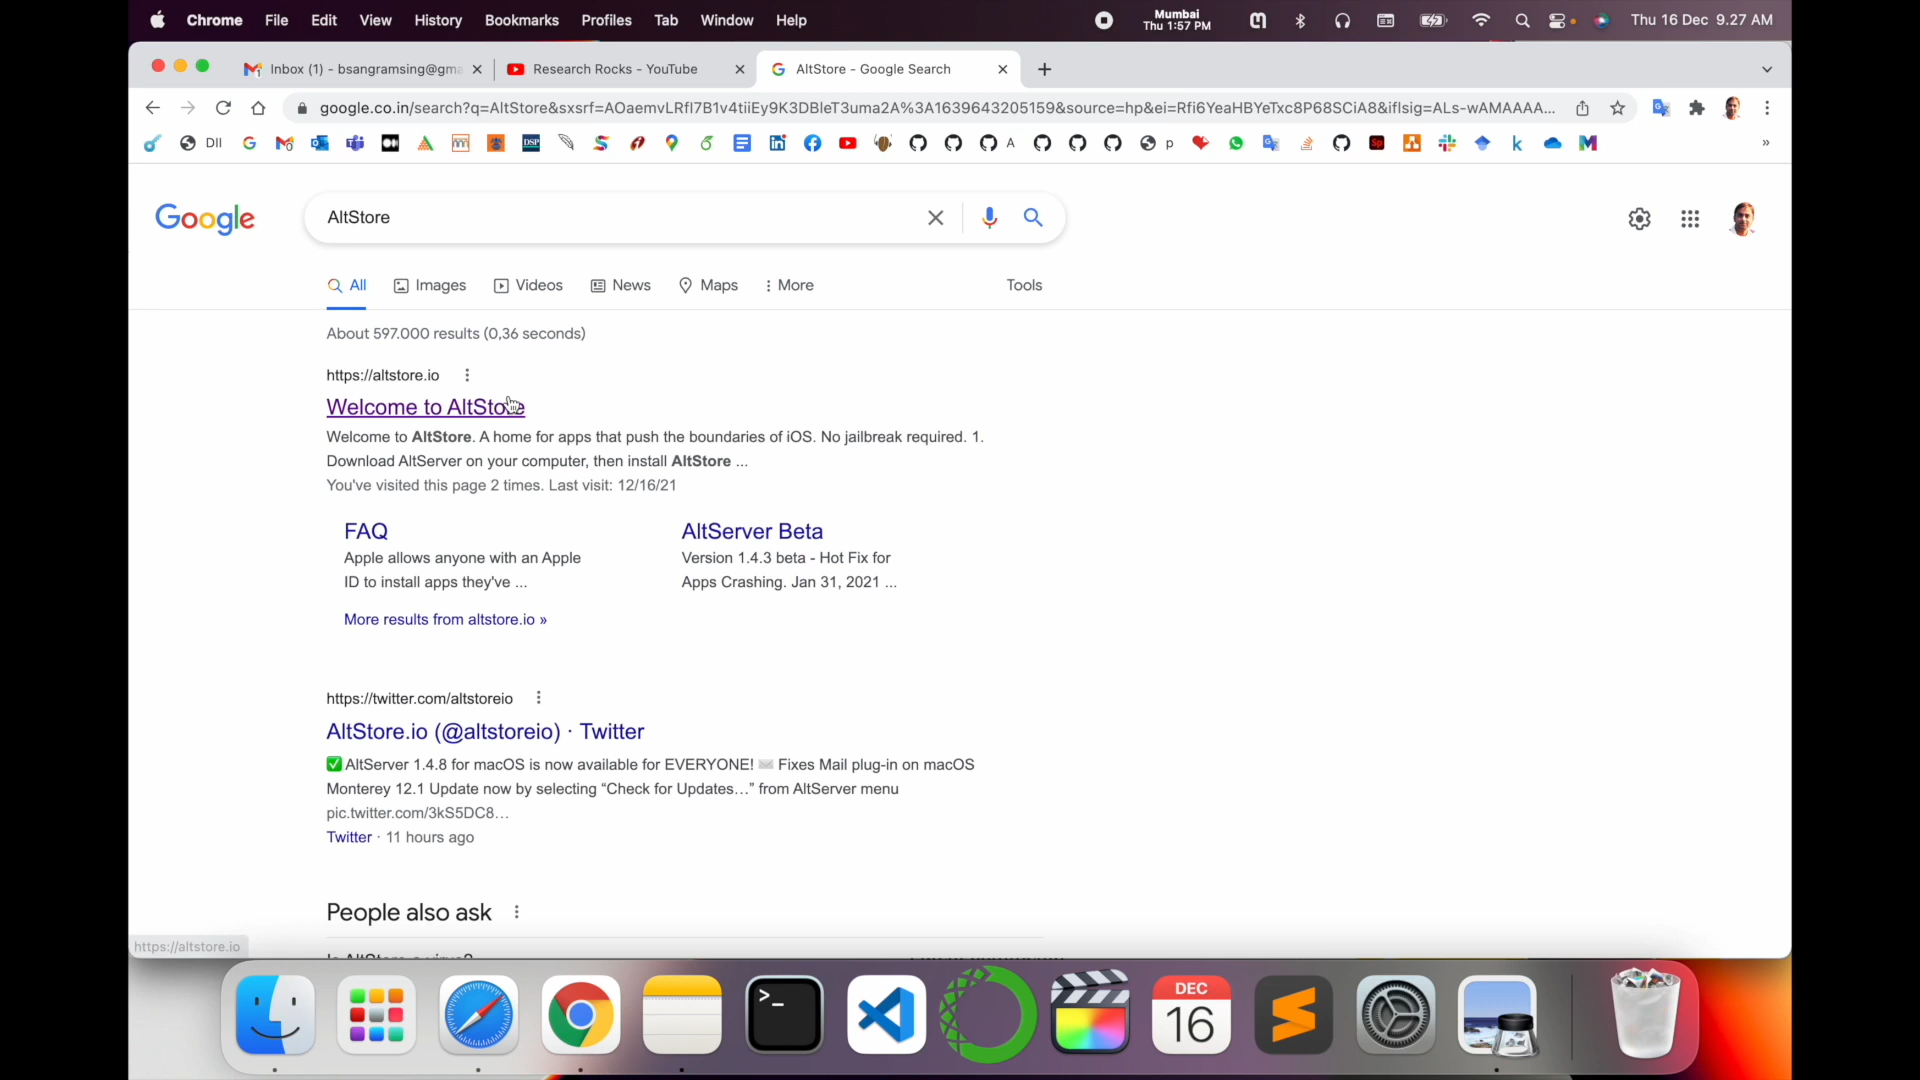 Chrome File Edit View History Bookmarks Profiles Tab Window Help
Mumbai
Thu 1:57 PM
Thu 16 Dec 9.27 AM
Inbox (1) - bsangramsing@gma
Research Rocks - YouTube
AltStore - Google Search
google.co.in/search?q=AltStore&sxsrf=AOaemvLRfI7B1v4tiiEy9K3DBleT3uma2A%3A1639643205159&source=hp&ei=Rfi6YeaHBYeTxc8P68SCiA8&iflsig=ALs-wAMAAAA...
DII
DSP
A
p
Sp
k
»
Google
AltStore
All Images Videos News Maps More Tools
About 597.000 results (0,36 seconds)
https://altstore.io
Welcome to AltStore
Welcome to AltStore. A home for apps that push the boundaries of iOS. No jailbreak required. 1.
Download AltServer on your computer, then install AltStore ...
You've visited this page 2 times. Last visit: 12/16/21
FAQ
Apple allows anyone with an Apple
ID to install apps they've ...
AltServer Beta
Version 1.4.3 beta - Hot Fix for
Apps Crashing. Jan 31, 2021 ...
More results from altstore.io »
https://twitter.com/altstoreio
AltStore.io (@altstoreio) · Twitter
✅ AltServer 1.4.8 for macOS is now available for EVERYONE! ✉️ Fixes Mail plug-in on macOS
Monterey 12.1 Update now by selecting “Check for Updates...” from AltServer menu
pic.twitter.com/3kS5DC8...
Twitter · 11 hours ago
People also ask
https://altstore.io
>_
DEC
16